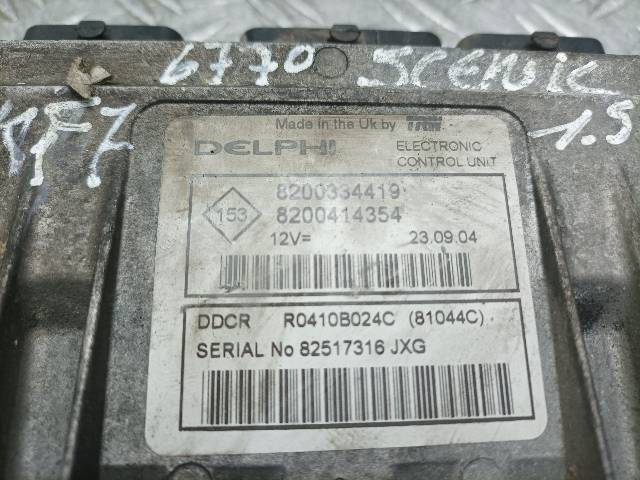 6770 SCENIC
1.5
Made in the Uk by TRW
DELPHI
ELECTRONIC
CONTROL UNIT
153
8200334419
8200414354
12V=
23.09.04
DDCR R0410B024C (81044C)
SERIAL No 82517316 JXG